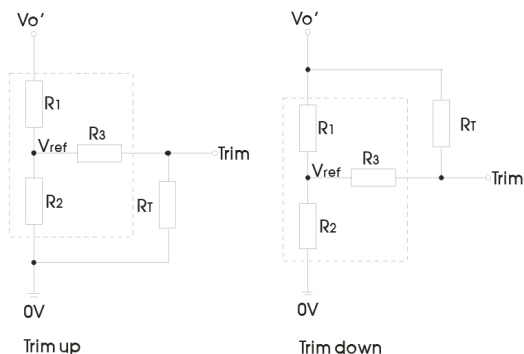 Vo'
R1
Vref
R3
Trim
R2
RT
0V
Trim up
Vo'
R1
RT
Vref
R3
Trim
R2
0V
Trim down